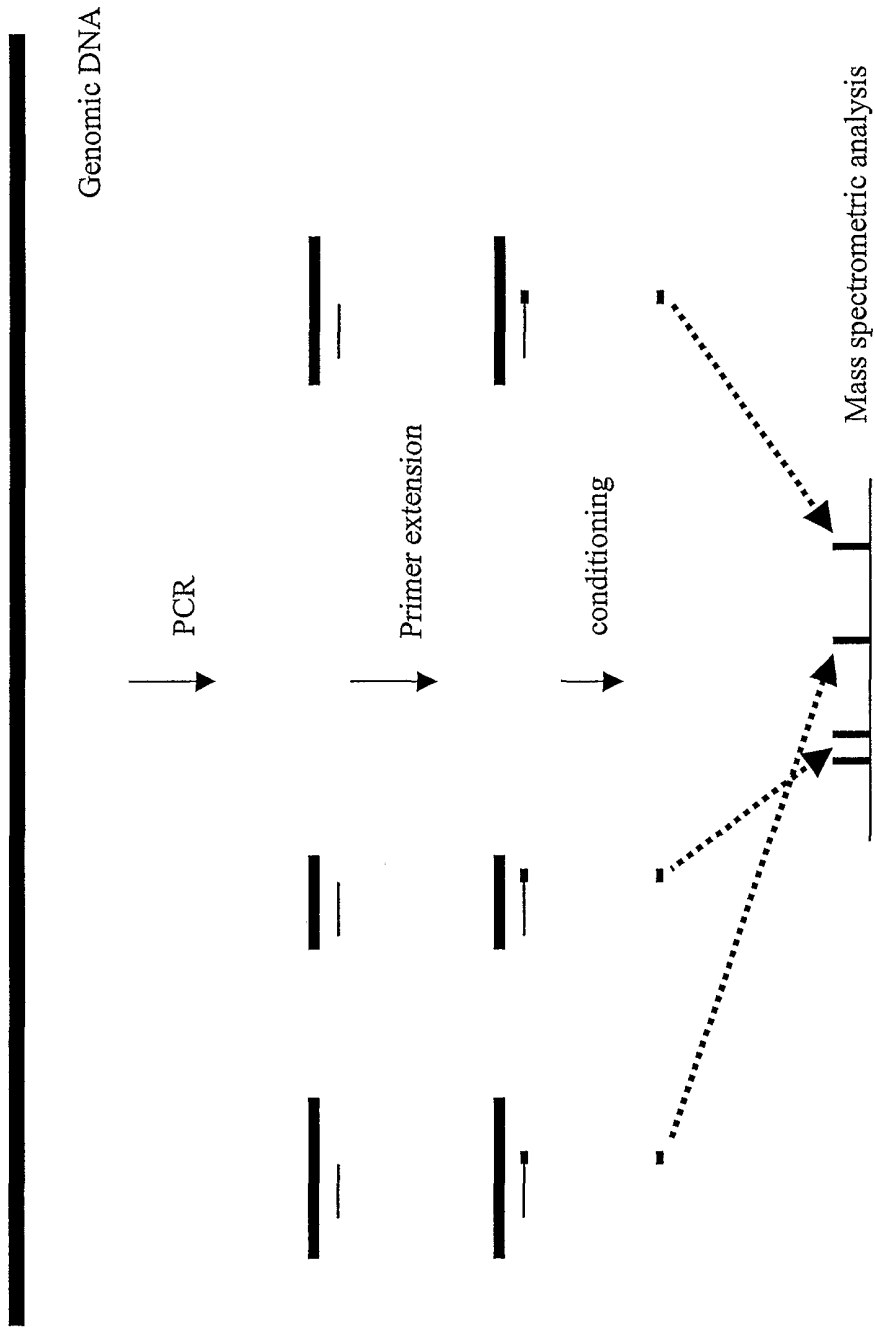 Genomic DNA
PCR
Primer extension
conditioning
Mass spectrometric analysis